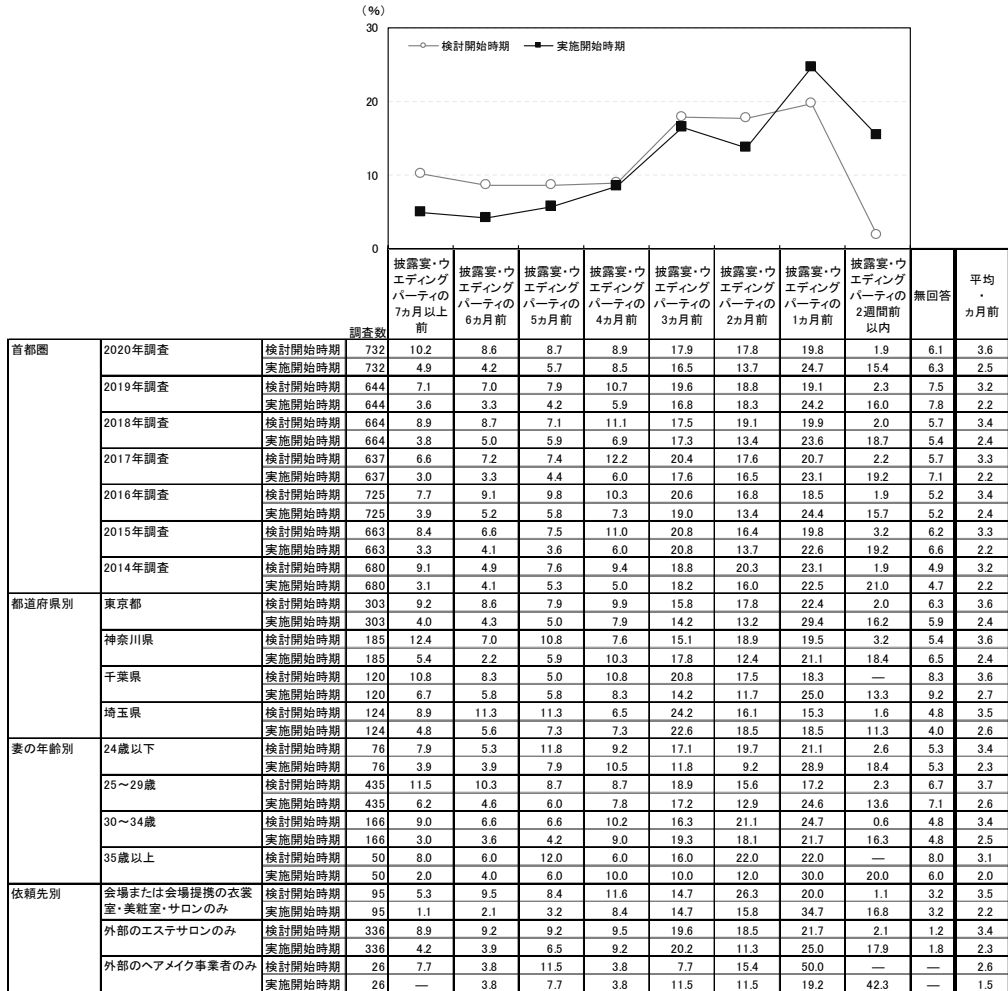 （％）
30
20
10
0
検討開始時期 実施開始時期
調査数 披露宴・ウエディングパーティの7ヵ月以上前 披露宴・ウエディングパーティの6ヵ月前 披露宴・ウエディングパーティの5ヵ月前 披露宴・ウエディングパーティの4ヵ月前 披露宴・ウエディングパーティの3ヵ月前 披露宴・ウエディングパーティの2ヵ月前 披露宴・ウエディングパーティの1ヵ月前 披露宴・ウエディングパーティの2週間前以内 無回答 平均・ヵ月前
首都圏 2020年調査 検討開始時期 732 10.2 8.6 8.7 8.9 17.9 17.8 19.8 1.9 6.1 3.6
実施開始時期 732 4.9 4.2 5.7 8.5 16.5 13.7 24.7 15.4 6.3 2.5
2019年調査 検討開始時期 644 7.1 7.0 7.9 10.7 19.6 18.8 19.1 2.3 7.5 3.2
実施開始時期 644 3.6 3.3 4.2 5.9 16.8 18.3 24.2 16.0 7.8 2.2
2018年調査 検討開始時期 664 8.9 8.7 7.1 11.1 17.5 19.1 19.9 2.0 5.7 3.4
実施開始時期 664 3.8 5.0 5.9 6.9 17.3 13.4 23.6 18.7 5.4 2.4
2017年調査 検討開始時期 637 6.6 7.2 7.4 12.2 20.4 17.6 20.7 2.2 5.7 3.3
実施開始時期 637 3.0 3.3 4.4 6.0 17.6 16.5 23.1 19.2 7.1 2.2
2016年調査 検討開始時期 725 7.7 9.1 9.8 10.3 20.6 16.8 18.5 1.9 5.2 3.4
実施開始時期 725 3.9 5.2 5.8 7.3 19.0 13.4 24.4 15.7 5.2 2.4
2015年調査 検討開始時期 663 8.4 6.6 7.5 11.0 20.8 16.4 19.8 3.2 6.2 3.3
実施開始時期 663 3.3 4.1 3.6 6.0 20.8 13.7 22.6 19.2 6.6 2.2
2014年調査 検討開始時期 680 9.1 4.9 7.6 9.4 18.8 20.3 23.1 1.9 4.9 3.2
実施開始時期 680 3.1 4.1 5.3 5.0 18.2 16.0 22.5 21.0 4.7 2.2
都道府県別 東京都 検討開始時期 303 9.2 8.6 7.9 9.9 15.8 17.8 22.4 2.0 6.3 3.6
実施開始時期 303 4.0 4.3 5.0 7.9 14.2 13.2 29.4 16.2 5.9 2.4
神奈川県 検討開始時期 185 12.4 7.0 10.8 7.6 15.1 18.9 19.5 3.2 5.4 3.6
実施開始時期 185 5.4 2.2 5.9 10.3 17.8 12.4 21.1 18.4 6.5 2.4
千葉県 検討開始時期 120 10.8 8.3 5.0 10.8 20.8 17.5 18.3 ― 8.3 3.6
実施開始時期 120 6.7 5.8 5.8 8.3 14.2 11.7 25.0 13.3 9.2 2.7
埼玉県 検討開始時期 124 8.9 11.3 11.3 6.5 24.2 16.1 15.3 1.6 4.8 3.5
実施開始時期 124 4.8 5.6 7.3 7.3 22.6 18.5 18.5 11.3 4.0 2.6
妻の年齢別 24歳以下 検討開始時期 76 7.9 5.3 11.8 9.2 17.1 19.7 21.1 2.6 5.3 3.4
実施開始時期 76 3.9 3.9 7.9 10.5 11.8 9.2 28.9 18.4 5.3 2.3
25～29歳 検討開始時期 435 11.5 10.3 8.7 8.7 18.9 15.6 17.2 2.3 6.7 3.7
実施開始時期 435 6.2 4.6 6.0 7.8 17.2 12.9 24.6 13.6 7.1 2.6
30～34歳 検討開始時期 166 9.0 6.6 6.6 10.2 16.3 21.1 24.7 0.6 4.8 3.4
実施開始時期 166 3.0 3.6 4.2 9.0 19.3 18.1 21.7 16.3 4.8 2.5
35歳以上 検討開始時期 50 8.0 6.0 12.0 6.0 16.0 22.0 22.0 ― 8.0 3.1
実施開始時期 50 2.0 4.0 6.0 10.0 10.0 12.0 30.0 20.0 6.0 2.0
依頼先別 会場または会場提携の衣裳室・美粧室・サロンのみ 検討開始時期 95 5.3 9.5 8.4 11.6 14.7 26.3 20.0 1.1 3.2 3.5
実施開始時期 95 1.1 2.1 3.2 8.4 14.7 15.8 34.7 16.8 3.2 2.2
外部のエステサロンのみ 検討開始時期 336 8.9 9.2 9.2 9.5 19.6 18.5 21.7 2.1 1.2 3.4
実施開始時期 336 4.2 3.9 6.5 9.2 20.2 11.3 25.0 17.9 1.8 2.3
外部のヘアメイク事業者のみ 検討開始時期 26 7.7 3.8 11.5 3.8 7.7 15.4 50.0 ― ― 2.6
実施開始時期 26 ― 3.8 7.7 3.8 11.5 11.5 19.2 42.3 ― 1.5